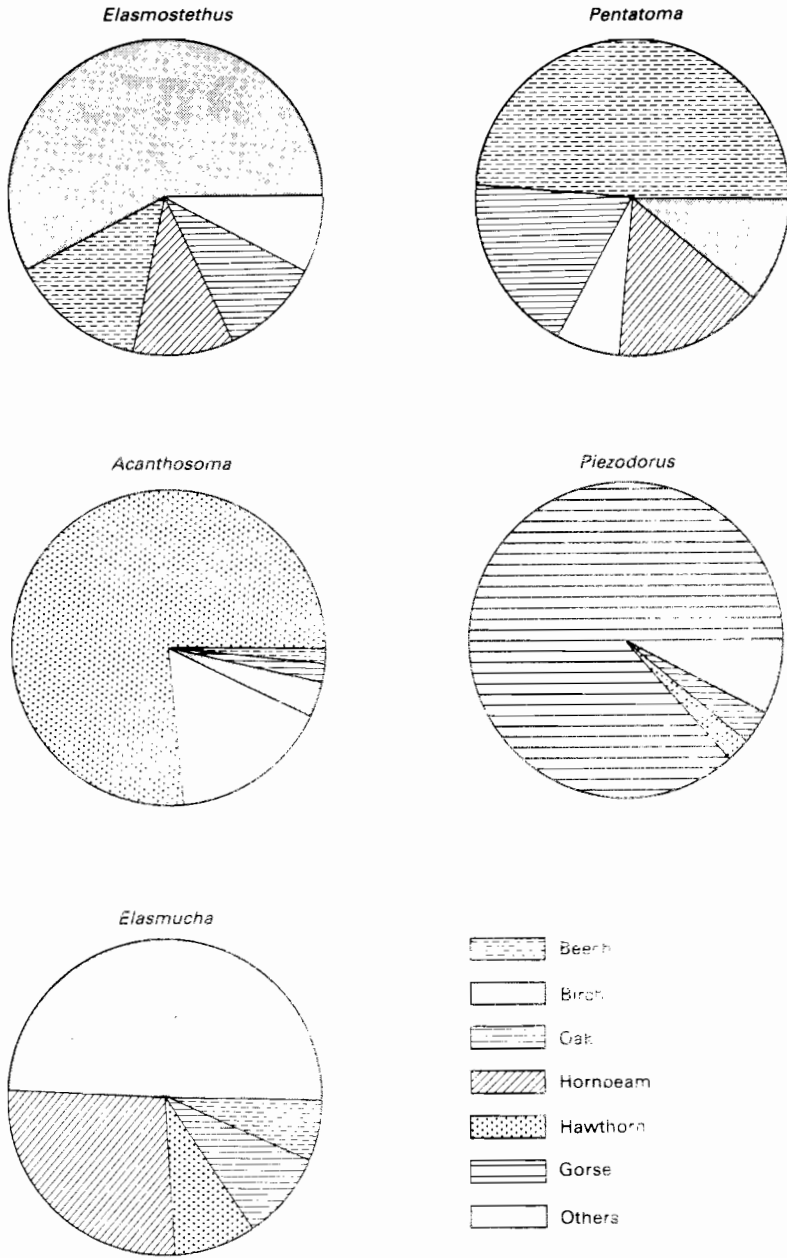 Elasmostethus
Pentatoma
Acanthosoma
Piezodorus
Elasmucha
Beech
Birch
Oak
Hornbeam
Hawthorn
Gorse
Others